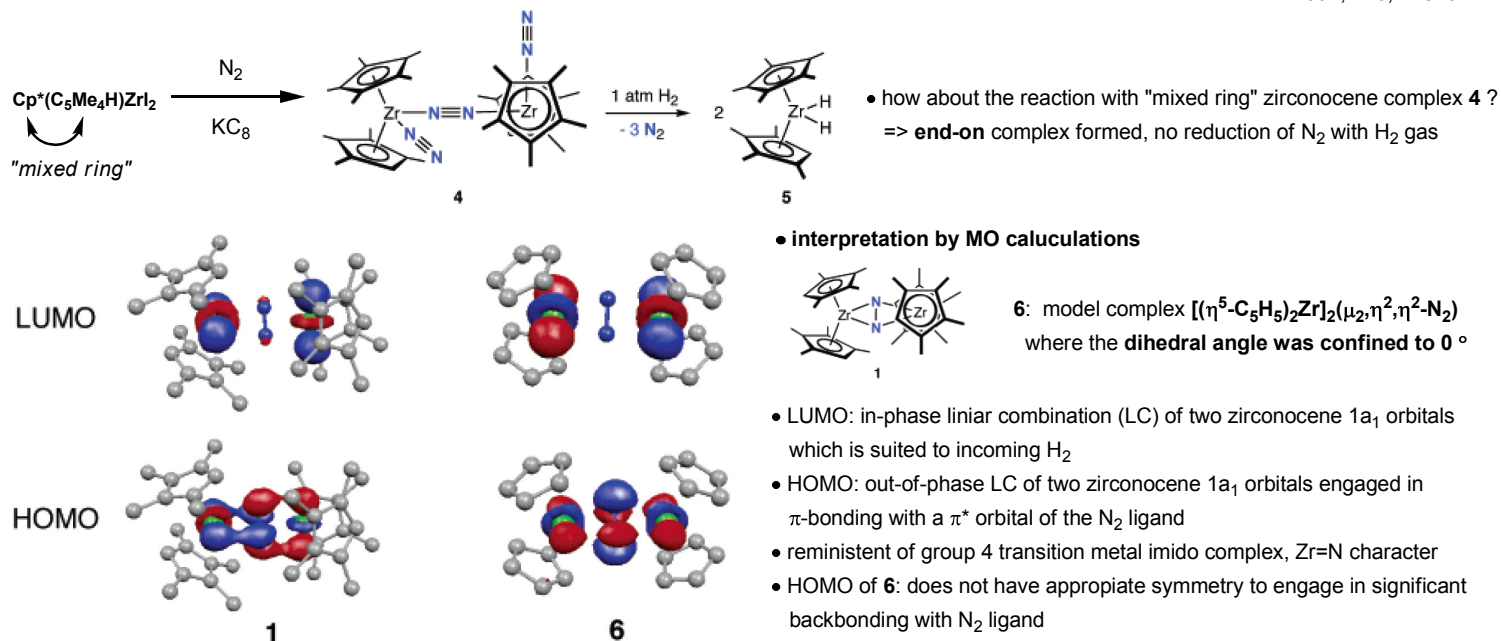 N2
Cp*(C5Me4H)ZrI2
KC8
"mixed ring"
N
N
Zr
N
N
Zr
N
N
4
1 atm H2
- 3 N2
2
Zr
H
H
5
• how about the reaction with "mixed ring" zirconocene complex 4 ?
=> end-on complex formed, no reduction of N2 with H2 gas
• interpretation by MO caluculations
Zr
N
N
Zr
1
6: model complex [(η5-C5H5)2Zr]2(μ2,η2,η2-N2)
where the dihedral angle was confined to 0 °
LUMO
HOMO
1
6
• LUMO: in-phase liniar combination (LC) of two zirconocene 1a1 orbitals
which is suited to incoming H2
• HOMO: out-of-phase LC of two zirconocene 1a1 orbitals engaged in
π-bonding with a π* orbital of the N2 ligand
• reministent of group 4 transition metal imido complex, Zr=N character
• HOMO of 6: does not have appropiate symmetry to engage in significant
backbonding with N2 ligand